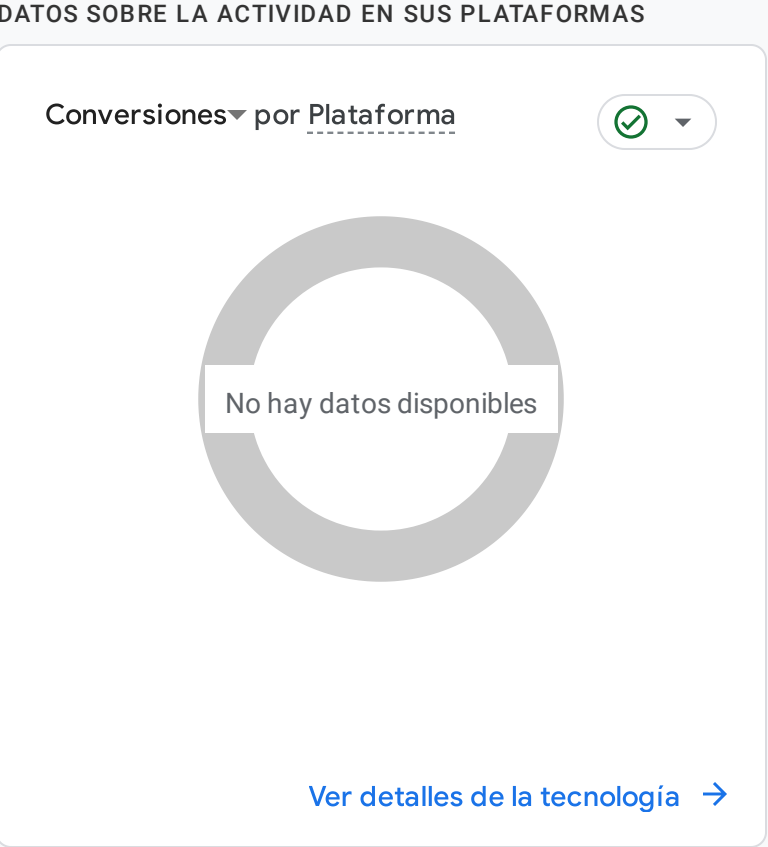 DATOS SOBRE LA ACTIVIDAD EN SUS PLATAFORMAS
Conversiones por Plataforma
No hay datos disponibles
Ver detalles de la tecnología